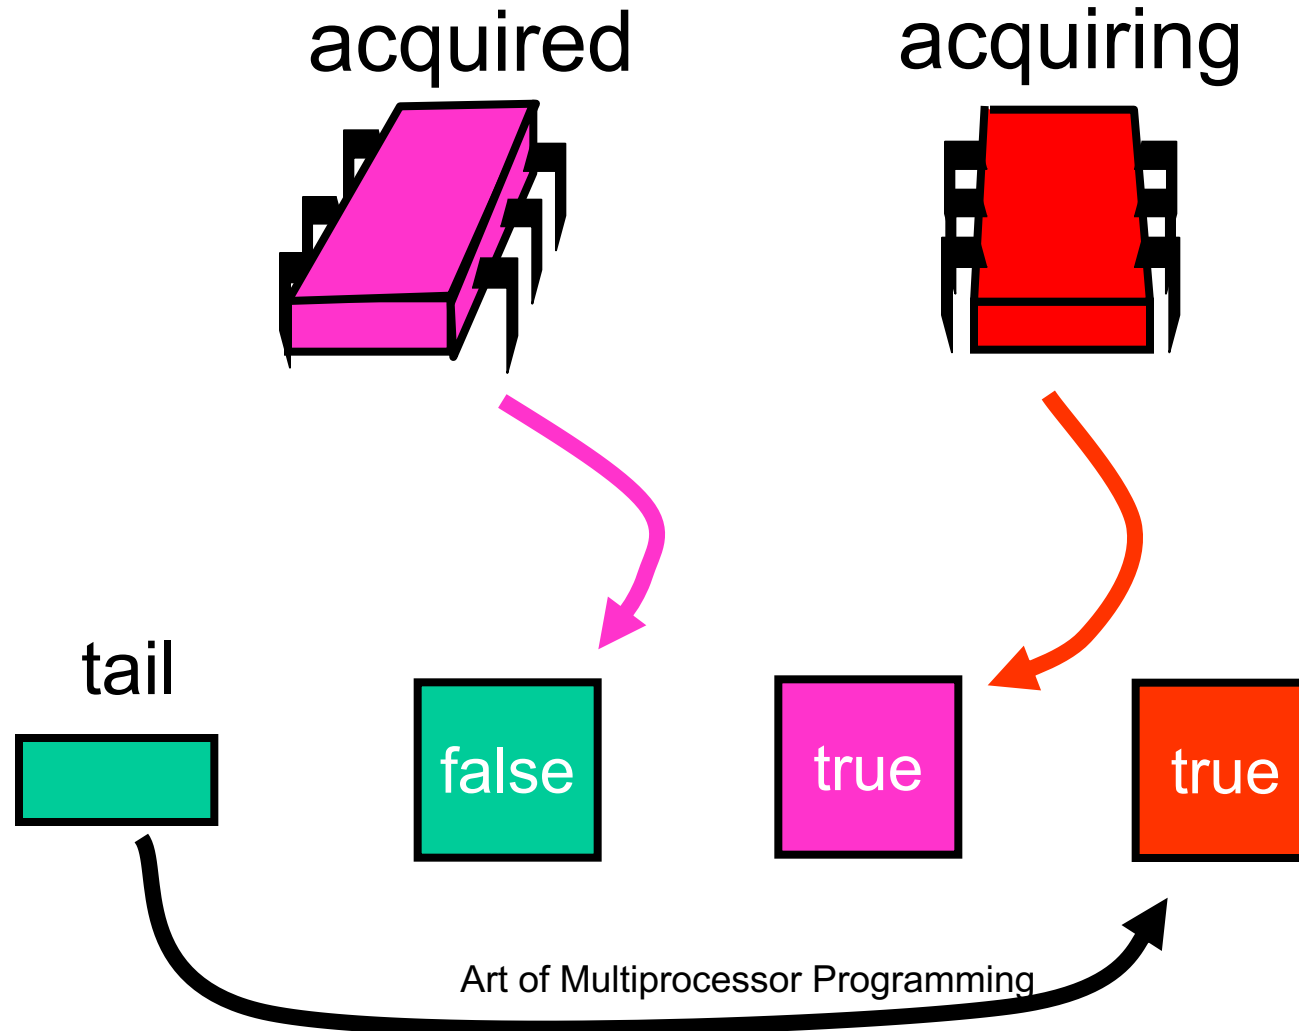 acquired
acquiring
tail
false
true
true
Art of Multiprocessor Programming